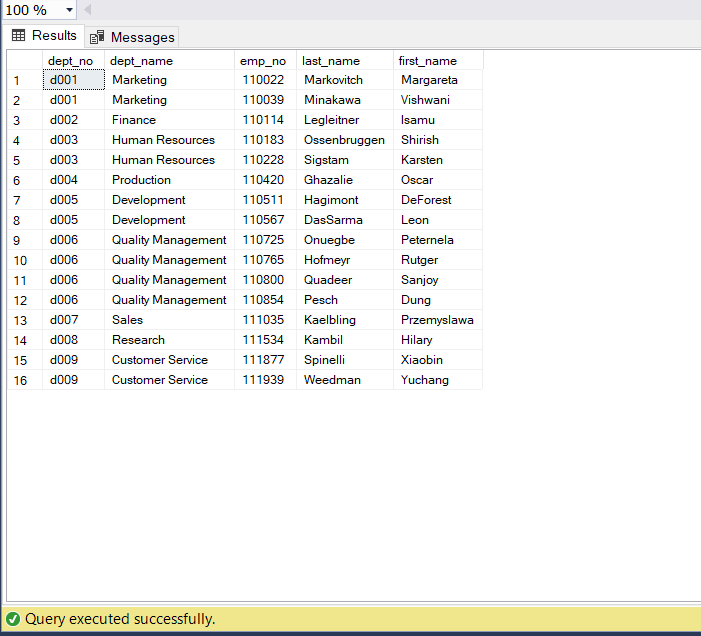 100 %
Results Messages
dept_no dept_name emp_no last_name first_name
1 d001 Marketing 110022 Markovitch Margareta
2 d001 Marketing 110039 Minakawa Vishwani
3 d002 Finance 110114 Legleitner Isamu
4 d003 Human Resources 110183 Ossenbruggen Shirish
5 d003 Human Resources 110228 Sigstam Karsten
6 d004 Production 110420 Ghazalie Oscar
7 d005 Development 110511 Hagimont DeForest
8 d005 Development 110567 DasSarma Leon
9 d006 Quality Management 110725 Onuegbe Peternela
10 d006 Quality Management 110765 Hofmeyr Rutger
11 d006 Quality Management 110800 Quadeer Sanjoy
12 d006 Quality Management 110854 Pesch Dung
13 d007 Sales 111035 Kaelbling Przemyslawa
14 d008 Research 111534 Kambil Hilary
15 d009 Customer Service 111877 Spinelli Xiaobin
16 d009 Customer Service 111939 Weedman Yuchang
Query executed successfully.